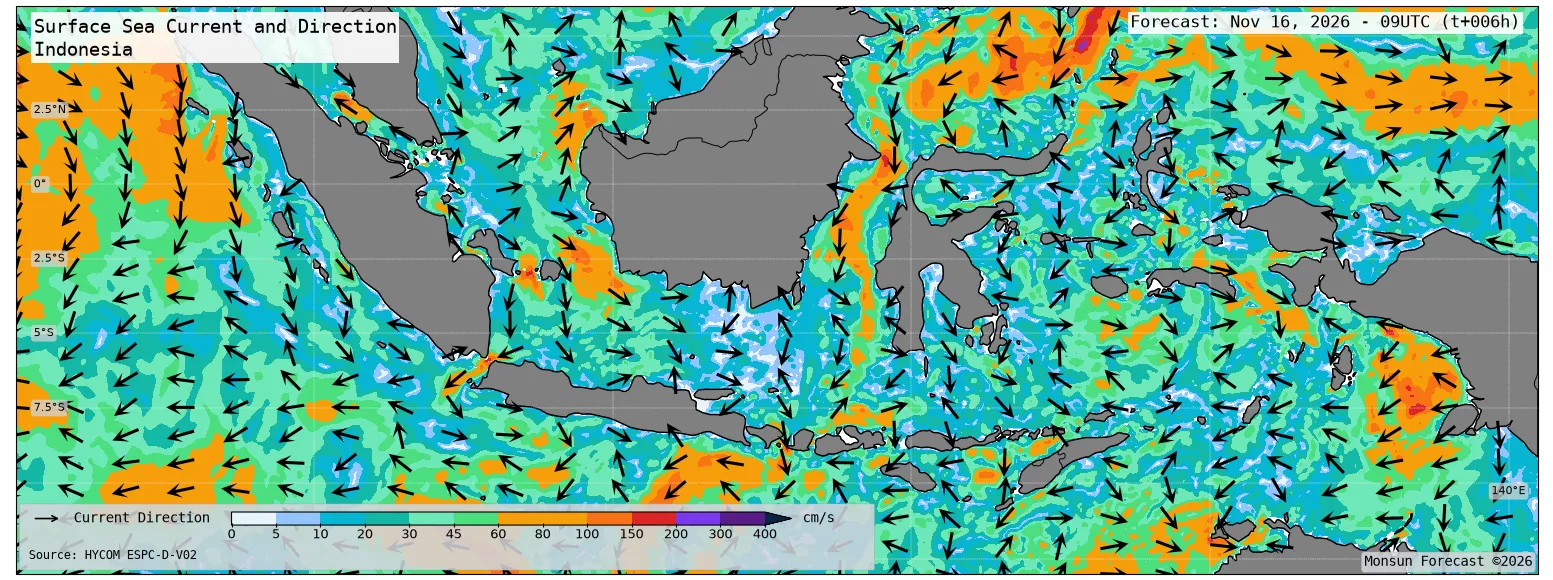 Surface Sea Current and Direction
Indonesia
Forecast: Nov 16, 2026 - 09UTC (t+006h)
2.5°N
0°
2.5°S
5°S
7.5°S
140°E
Current Direction
0 5 10 20 30 45 60 80 100 150 200 300 400 cm/s
Source: HYCOM ESPC-D-V02
Monsun Forecast ©2026